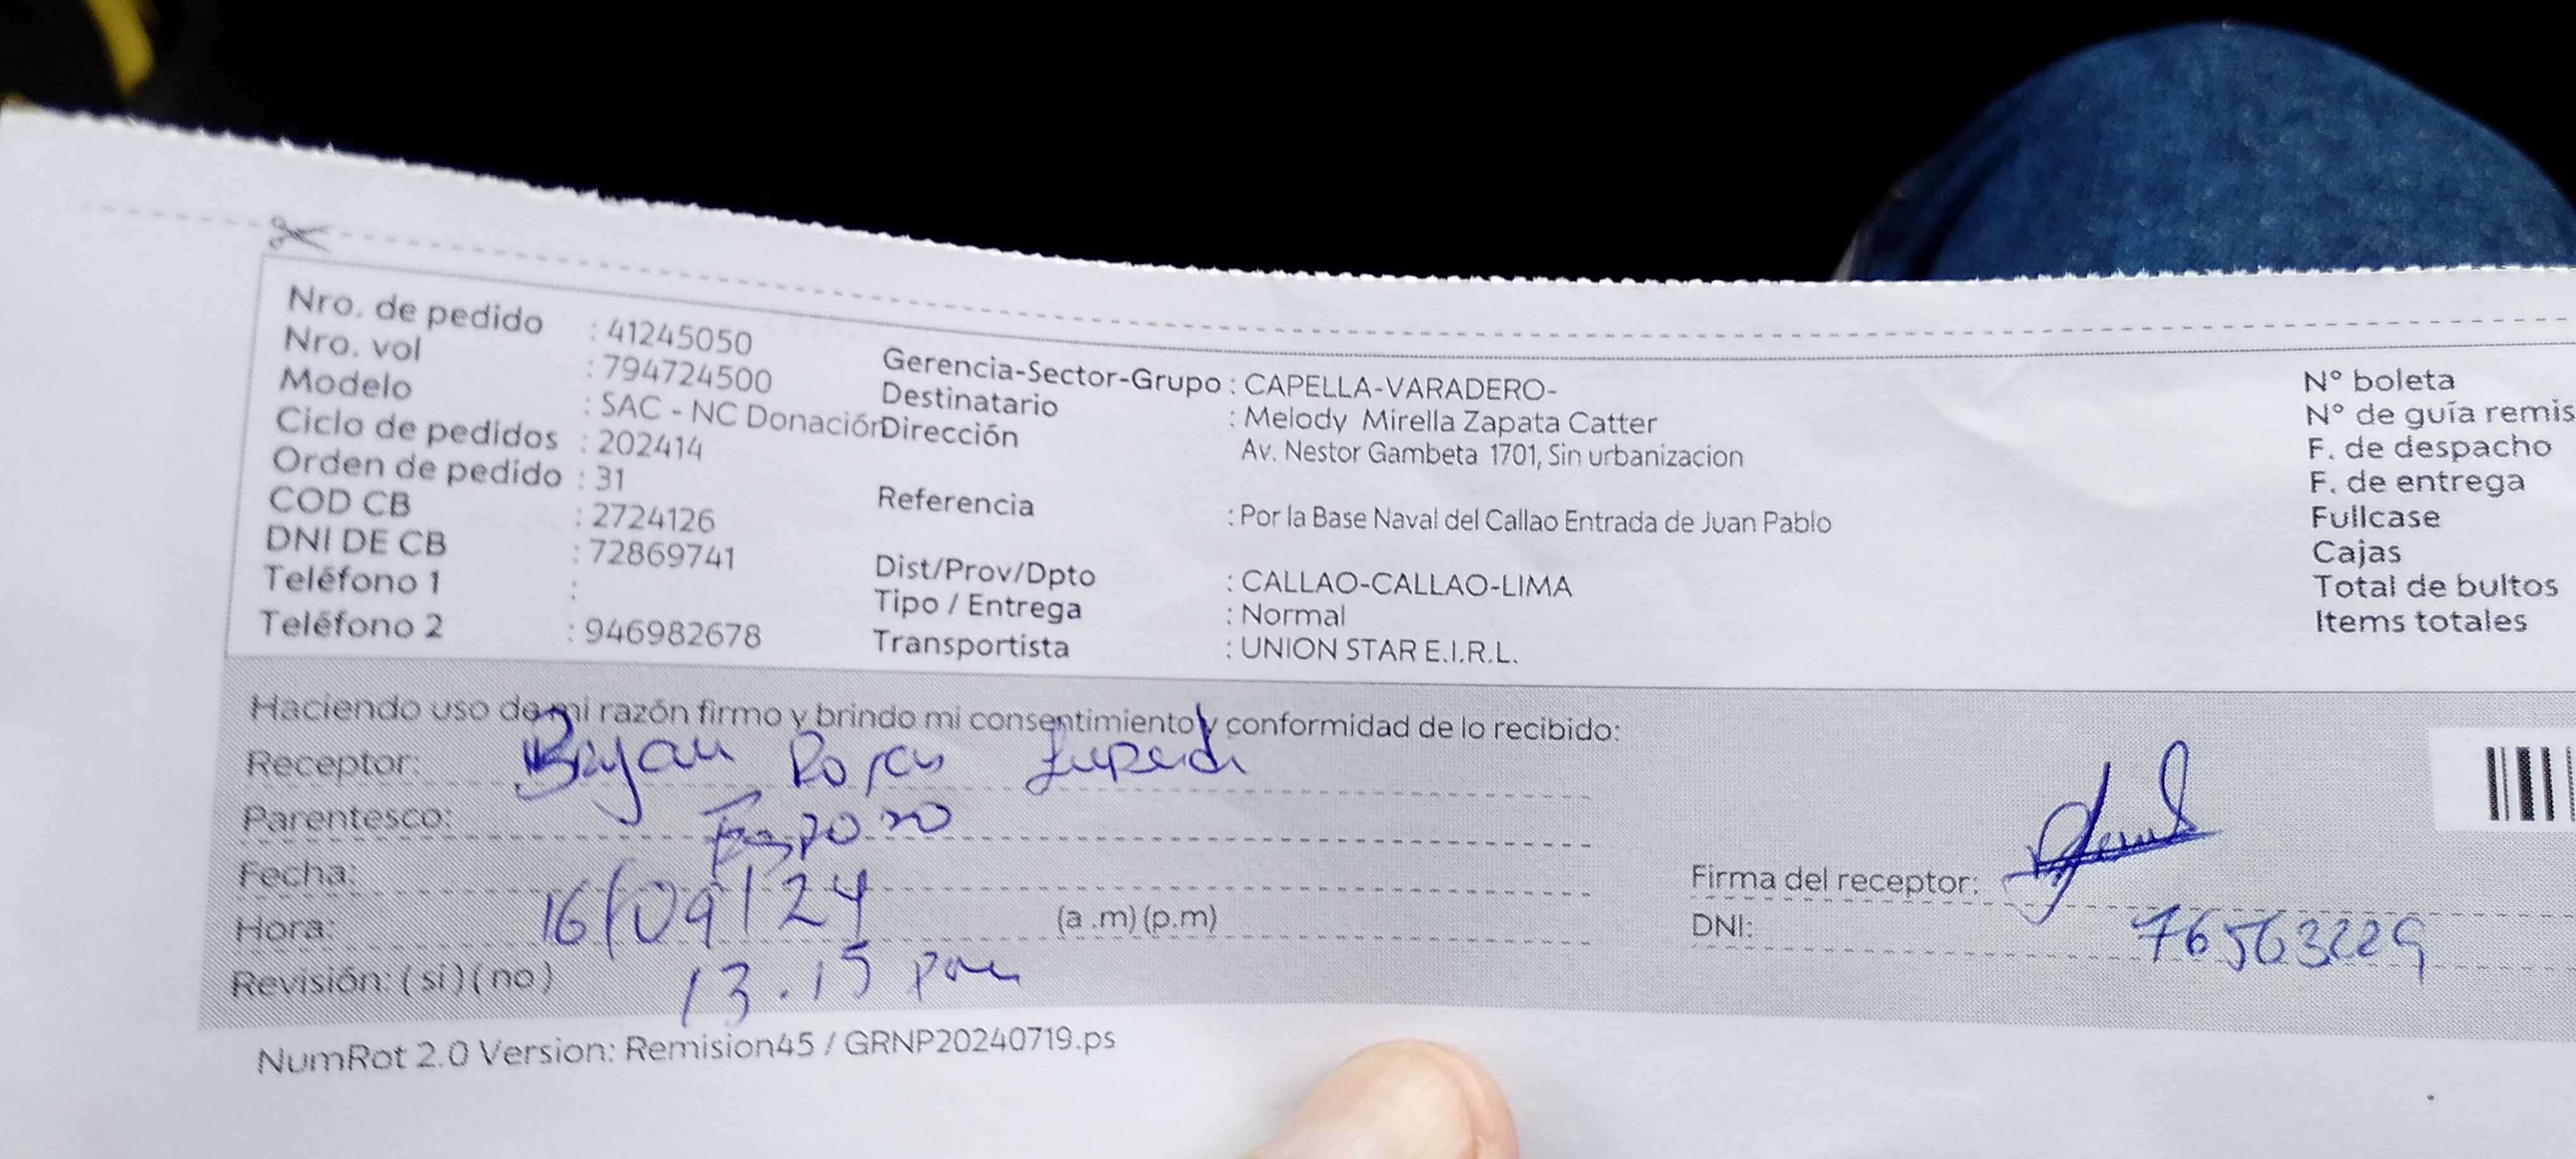 Nro. de pedido : 41245050
Nro. vol : 794724500
Modelo : SAC - NC Donación
Ciclo de pedidos : 202414
Orden de pedido : 31
COD CB : 2724126
DNI DE CB : 72869741
Teléfono 1 :
Teléfono 2 : 946982678
Gerencia-Sector-Grupo : CAPELLA-VARADERO-
Destinatario : Melody Mirella Zapata Catter
Dirección Av. Nestor Gambeta 1701, Sin urbanizacion
Referencia : Por la Base Naval del Callao Entrada de Juan Pablo
Dist/Prov/Dpto : CALLAO-CALLAO-LIMA
Tipo / Entrega : Normal
Transportista : UNION STAR E.I.R.L.
N° boleta
N° de guía remis
F. de despacho
F. de entrega
Fullcase
Cajas
Total de bultos
Items totales
Haciendo uso de mi razón firmo y brindo mi consentimiento y conformidad de lo recibido:
Receptor: Bryan Rojas
Parentesco: Esposo
Fecha: 16/09/24
Hora: 13.15 pm (a .m) (p.m)
Revisión: (si) (no)
Firma del receptor:
DNI: 76563229
NumRot 2.0 Version: Remision45 / GRNP20240719.ps